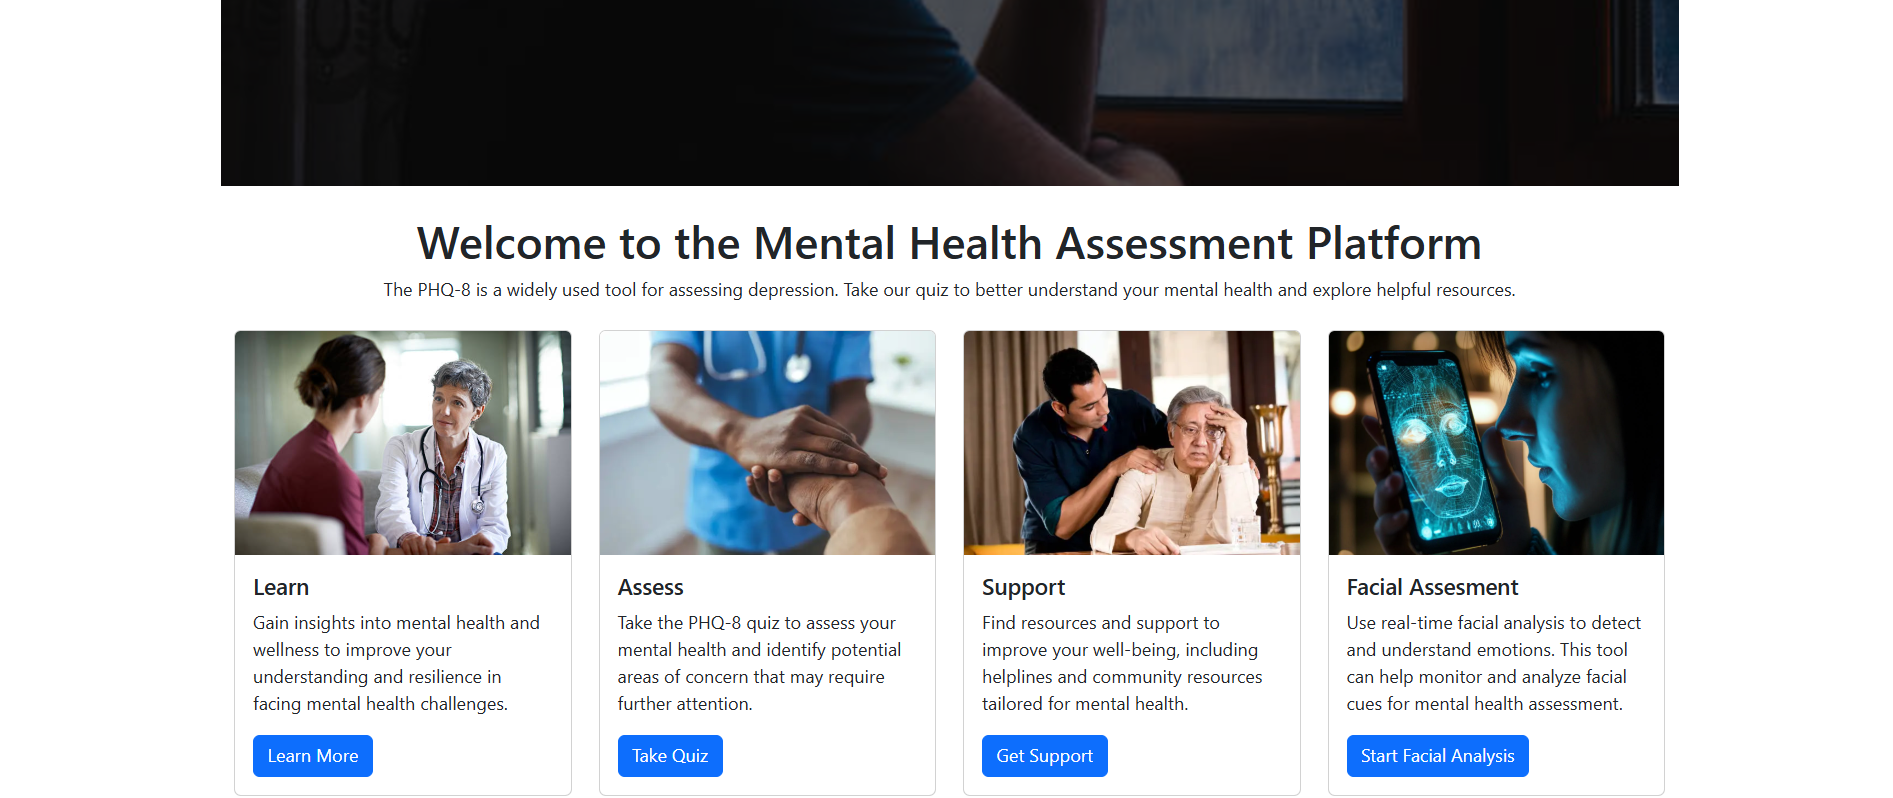 Welcome to the Mental Health Assessment Platform
The PHQ-8 is a widely used tool for assessing depression. Take our quiz to better understand your mental health and explore helpful resources.
Learn
Gain insights into mental health and
wellness to improve your
understanding and resilience in
facing mental health challenges.
Learn More
Assess
Take the PHQ-8 quiz to assess your
mental health and identify potential
areas of concern that may require
further attention.
Take Quiz
Support
Find resources and support to
improve your well-being, including
helplines and community resources
tailored for mental health.
Get Support
Facial Assesment
Use real-time facial analysis to detect
and understand emotions. This tool
can help monitor and analyze facial
cues for mental health assessment.
Start Facial Analysis